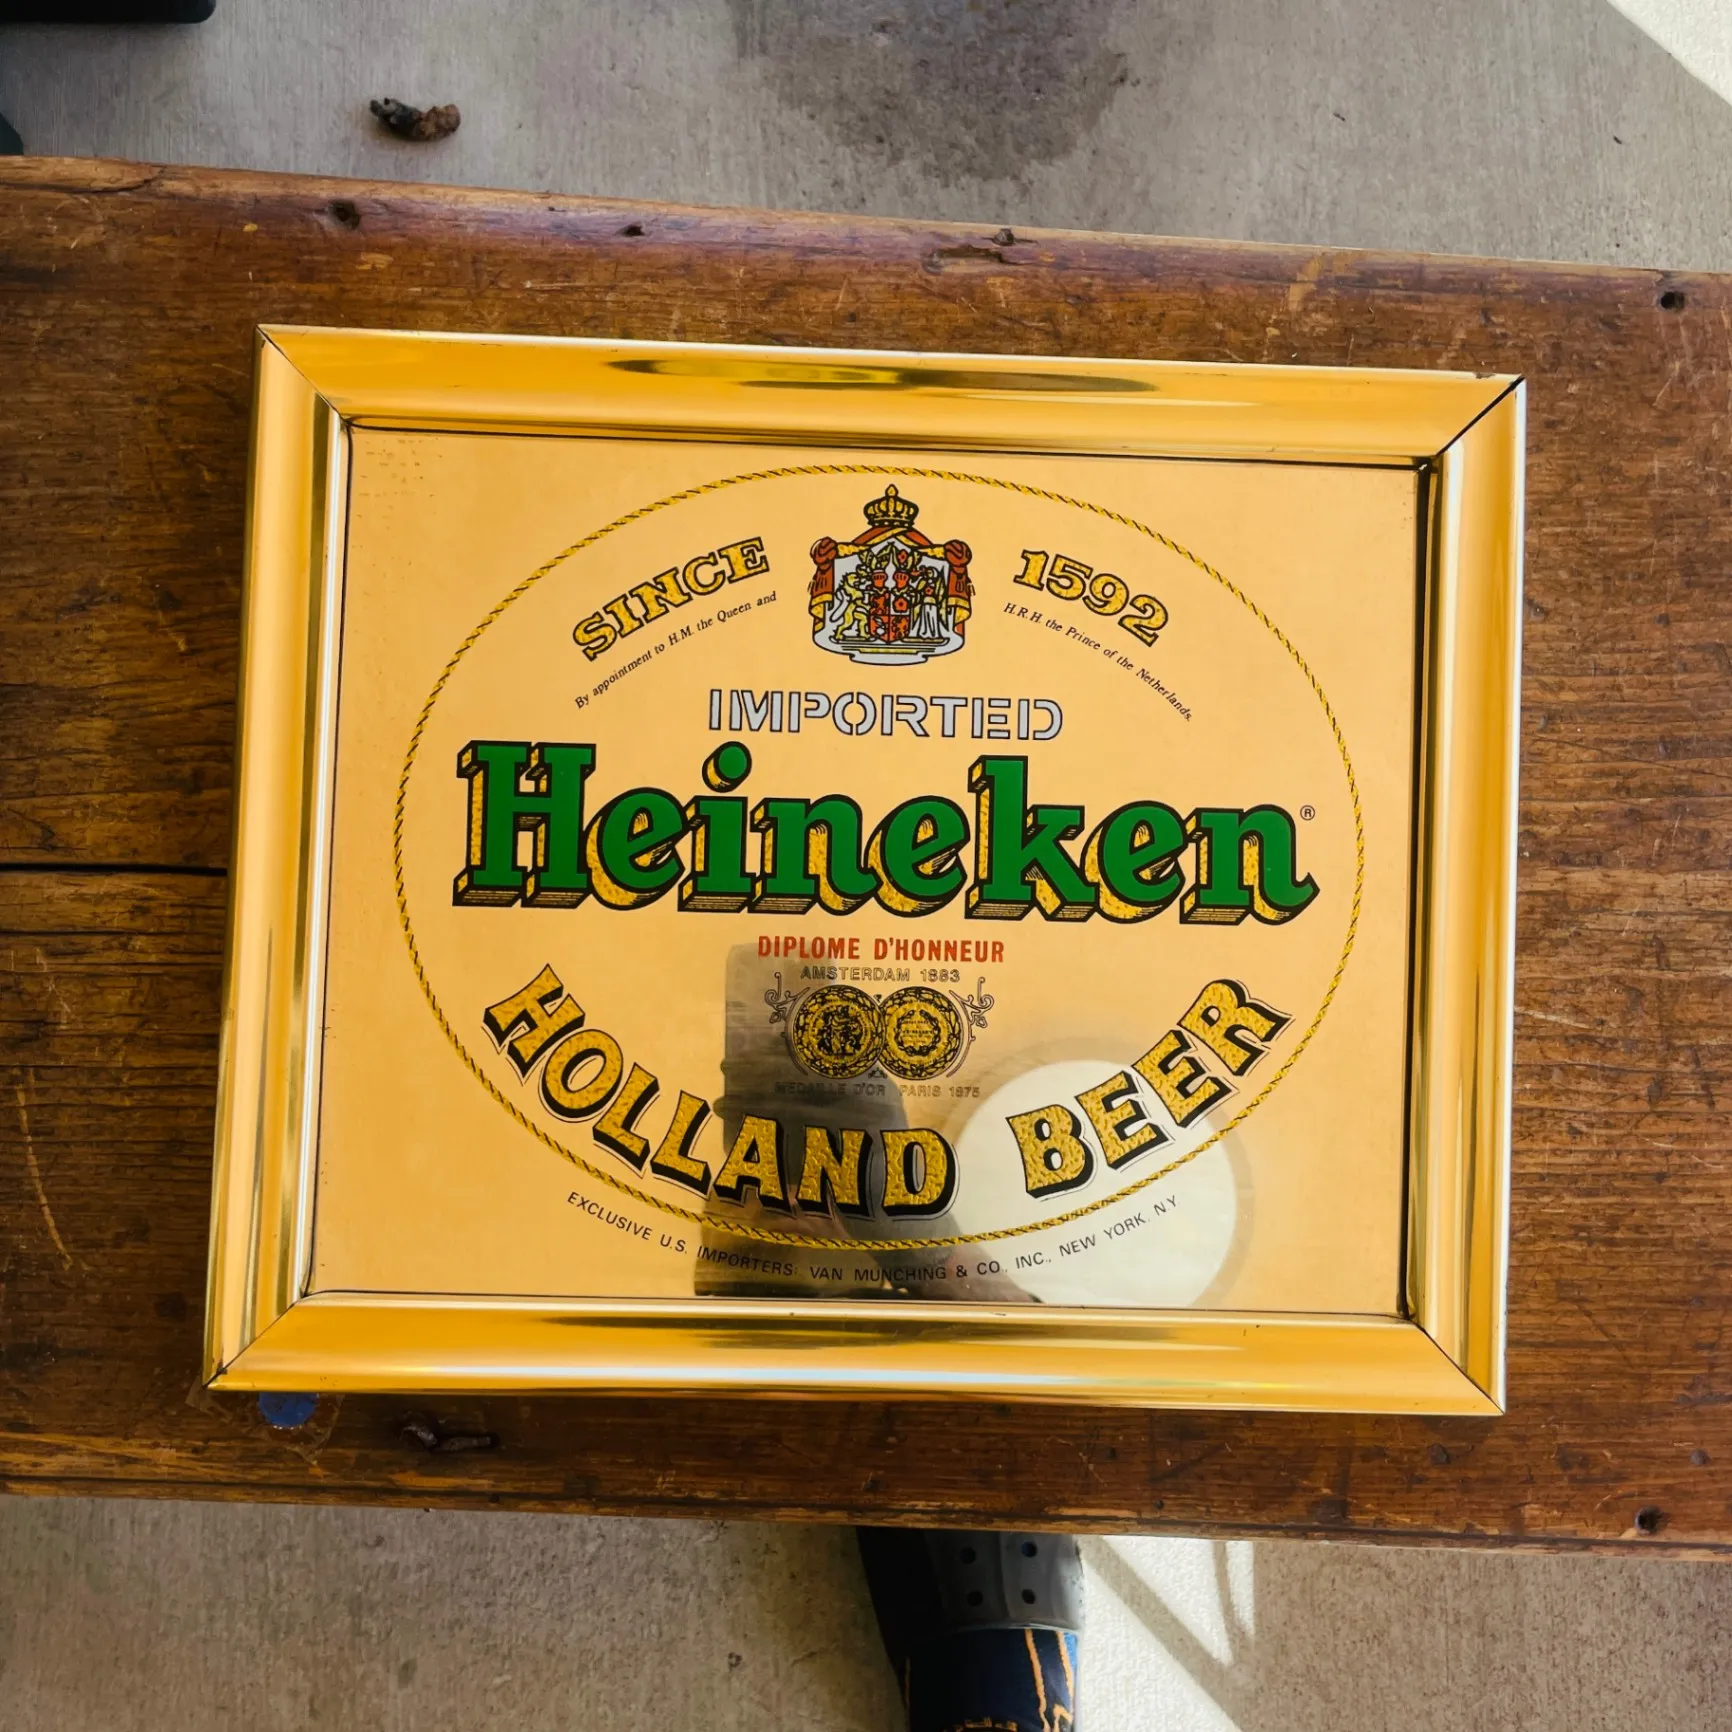 SINCE 1592
By appointment to H.M. the Queen and H.R.H. the Prince of the Netherlands.
IMPORTED
Heineken®
DIPLOME D'HONNEUR
AMSTERDAM 1883
MEDAILLE D'OR PARIS 1875
HOLLAND BEER
EXCLUSIVE U.S. IMPORTERS: VAN MUNCHING & CO., INC., NEW YORK, NY